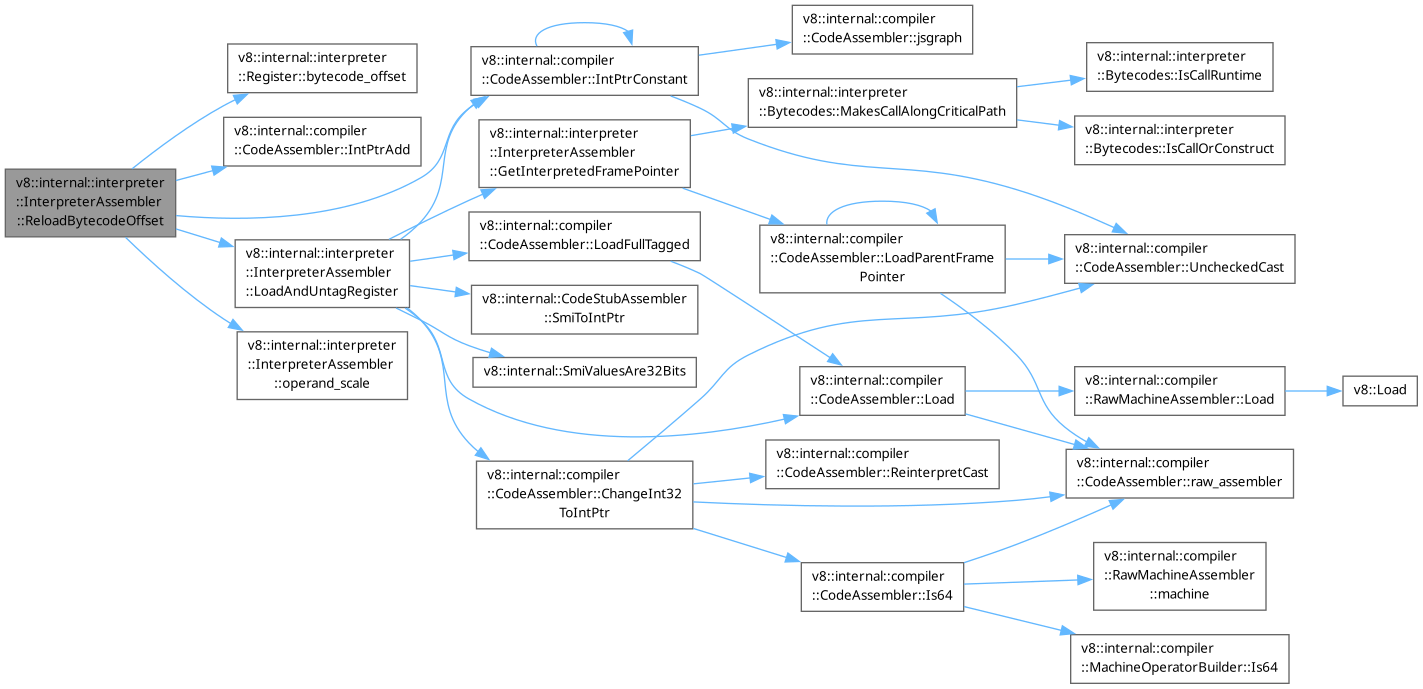 v8::internal::interpreter
::InterpreterAssembler
::ReloadBytecodeOffset
v8::internal::interpreter
::Register::bytecode_offset
v8::internal::compiler
::CodeAssembler::IntPtrAdd
v8::internal::interpreter
::InterpreterAssembler
::LoadAndUntagRegister
v8::internal::interpreter
::InterpreterAssembler
::operand_scale
v8::internal::compiler
::CodeAssembler::IntPtrConstant
v8::internal::interpreter
::InterpreterAssembler
::GetInterpretedFramePointer
v8::internal::compiler
::CodeAssembler::LoadFullTagged
v8::internal::CodeStubAssembler
::SmiToIntPtr
v8::internal::SmiValuesAre32Bits
v8::internal::compiler
::CodeAssembler::ChangeInt32
ToIntPtr
v8::internal::compiler
::CodeAssembler::jsgraph
v8::internal::interpreter
::Bytecodes::MakesCallAlongCriticalPath
v8::internal::compiler
::CodeAssembler::LoadParentFrame
Pointer
v8::internal::compiler
::CodeAssembler::Load
v8::internal::compiler
::CodeAssembler::ReinterpretCast
v8::internal::compiler
::CodeAssembler::Is64
v8::internal::interpreter
::Bytecodes::IsCallRuntime
v8::internal::interpreter
::Bytecodes::IsCallOrConstruct
v8::internal::compiler
::CodeAssembler::UncheckedCast
v8::internal::compiler
::RawMachineAssembler::Load
v8::internal::compiler
::CodeAssembler::raw_assembler
v8::internal::compiler
::RawMachineAssembler
::machine
v8::internal::compiler
::MachineOperatorBuilder::Is64
v8::Load